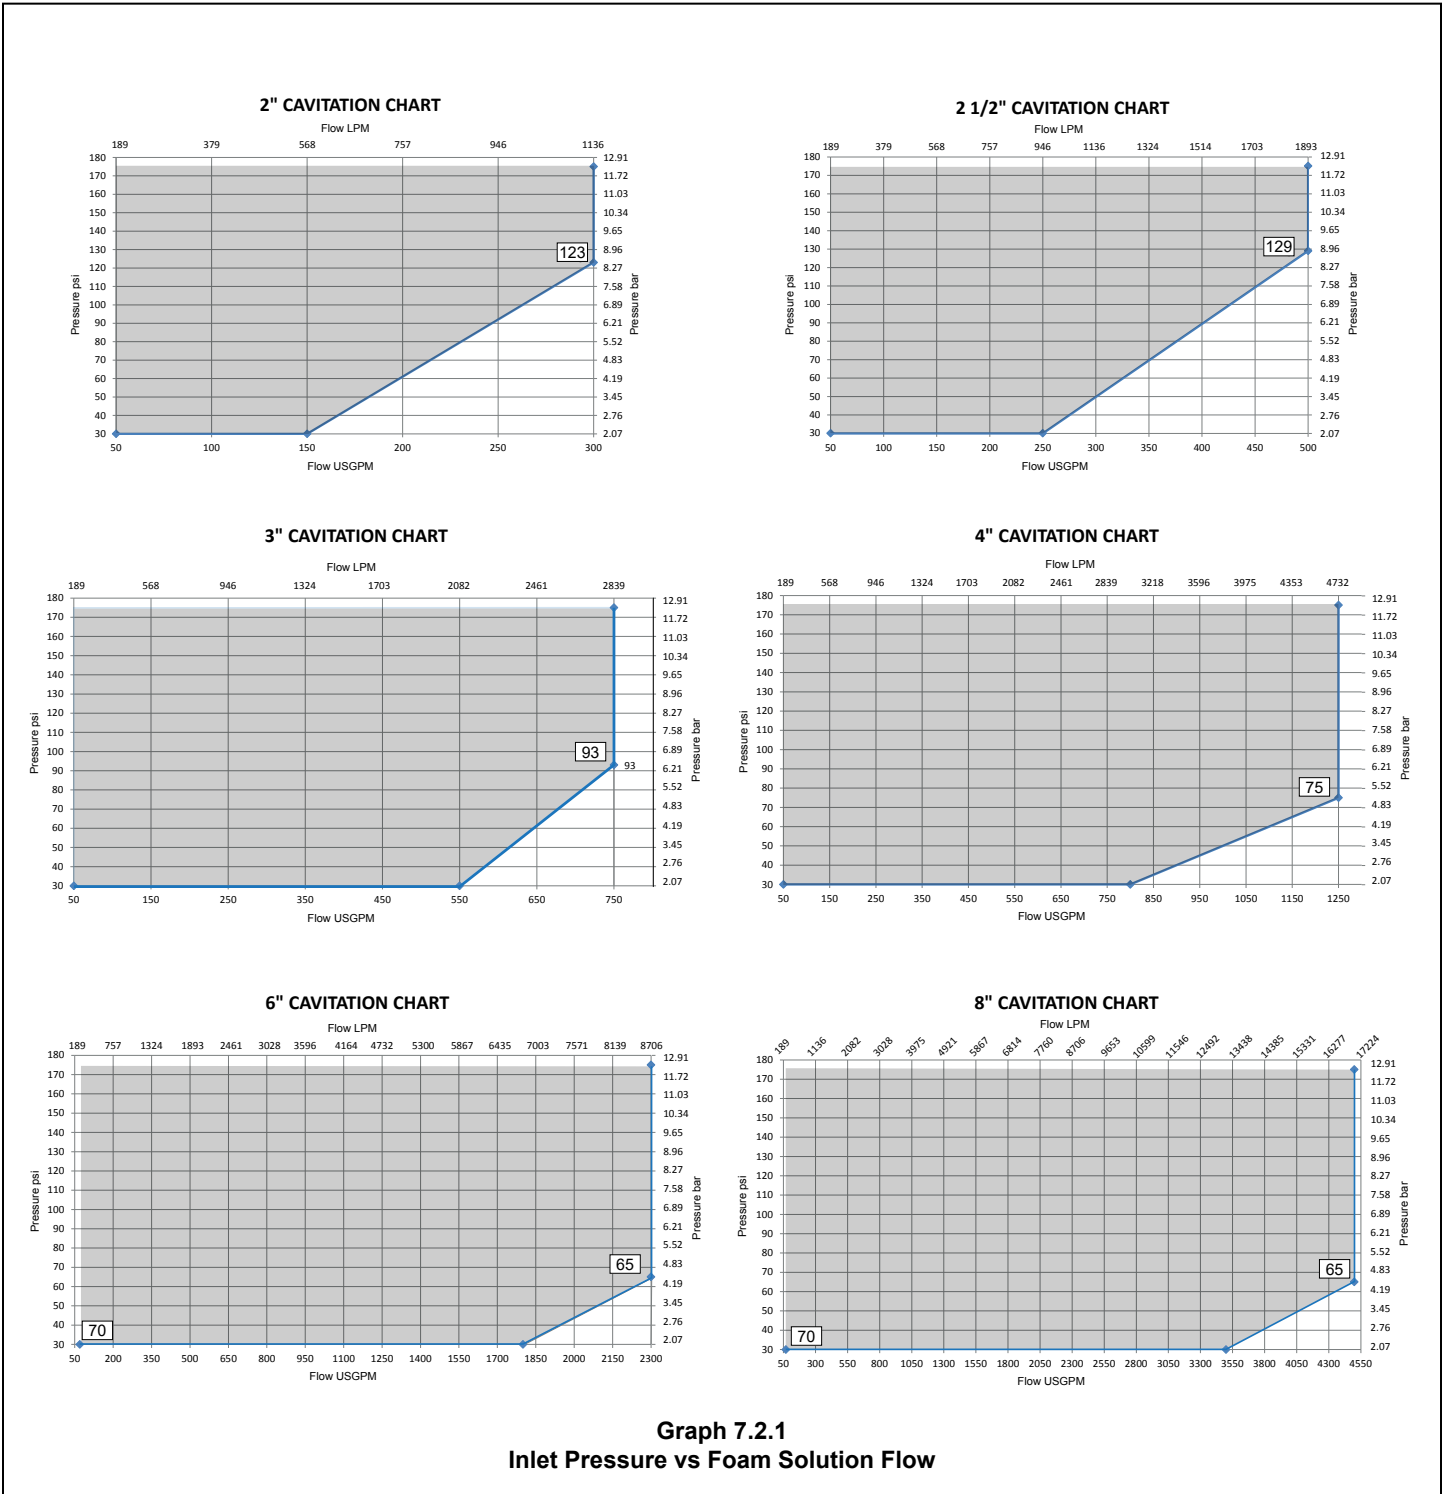 2" CAVITATION CHART
Flow LPM
189 379 568 757 946 1136
180 12.91
170 11.72
160 11.03
150 10.34
140 9.65
130 8.96
120 8.27
110 7.58
100 6.89
90 6.21
80 5.52
70 4.83
60 4.19
50 3.45
40 2.76
30 2.07
123
Pressure psi
Pressure bar
50 100 150 200 250 300
Flow USGPM
2 1/2" CAVITATION CHART
Flow LPM
189 379 568 757 946 1136 1324 1514 1703 1893
180 12.91
170 11.72
160 11.03
150 10.34
140 9.65
130 8.96
120 8.27
110 7.58
100 6.89
90 6.21
80 5.52
70 4.83
60 4.19
50 3.45
40 2.76
30 2.07
129
Pressure psi
Pressure bar
50 100 150 200 250 300 350 400 450 500
Flow USGPM
3" CAVITATION CHART
Flow LPM
189 568 946 1324 1703 2082 2461 2839
180 12.91
170 11.72
160 11.03
150 10.34
140 9.65
130 8.96
120 8.27
110 7.58
100 6.89
90 6.21
80 5.52
70 4.83
60 4.19
50 3.45
40 2.76
30 2.07
93
93
Pressure psi
Pressure bar
50 150 250 350 450 550 650 750
Flow USGPM
4" CAVITATION CHART
Flow LPM
189 568 946 1324 1703 2082 2461 2839 3218 3596 3975 4353 4732
180 12.91
170 11.72
160 11.03
150 10.34
140 9.65
130 8.96
120 8.27
110 7.58
100 6.89
90 6.21
80 5.52
70 4.83
60 4.19
50 3.45
40 2.76
30 2.07
75
Pressure psi
Pressure bar
50 150 250 350 450 550 650 750 850 950 1050 1150 1250
Flow USGPM
6" CAVITATION CHART
Flow LPM
189 757 1324 1893 2461 3028 3596 4164 4732 5300 5867 6435 7003 7571 8139 8706
180 12.91
170 11.72
160 11.03
150 10.34
140 9.65
130 8.96
120 8.27
110 7.58
100 6.89
90 6.21
80 5.52
70 4.83
60 4.19
50 3.45
40 2.76
30 2.07
65
70
Pressure psi
Pressure bar
50 200 350 500 650 800 950 1100 1250 1400 1550 1700 1850 2000 2150 2300
Flow USGPM
8" CAVITATION CHART
Flow LPM
189 1136 2082 3028 3975 4921 5867 6814 7760 8706 9653 10599 11546 12492 13438 14385 15331 16277 17224
180 12.91
170 11.72
160 11.03
150 10.34
140 9.65
130 8.96
120 8.27
110 7.58
100 6.89
90 6.21
80 5.52
70 4.83
60 4.19
50 3.45
40 2.76
30 2.07
65
70
Pressure psi
Pressure bar
50 300 550 800 1050 1300 1550 1800 2050 2300 2550 2800 3050 3300 3550 3800 4050 4300 4550
Flow USGPM
Graph 7.2.1
Inlet Pressure vs Foam Solution Flow